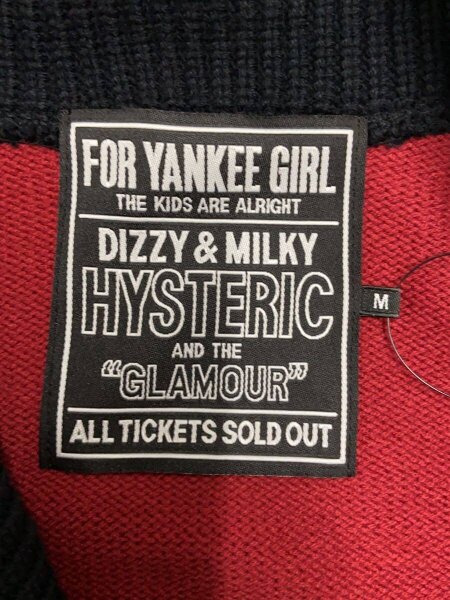 FOR YANKEE GIRL
THE KIDS ARE ALRIGHT
DIZZY & MILKY
HYSTERIC
AND THE
"GLAMOUR"
ALL TICKETS SOLD OUT
M